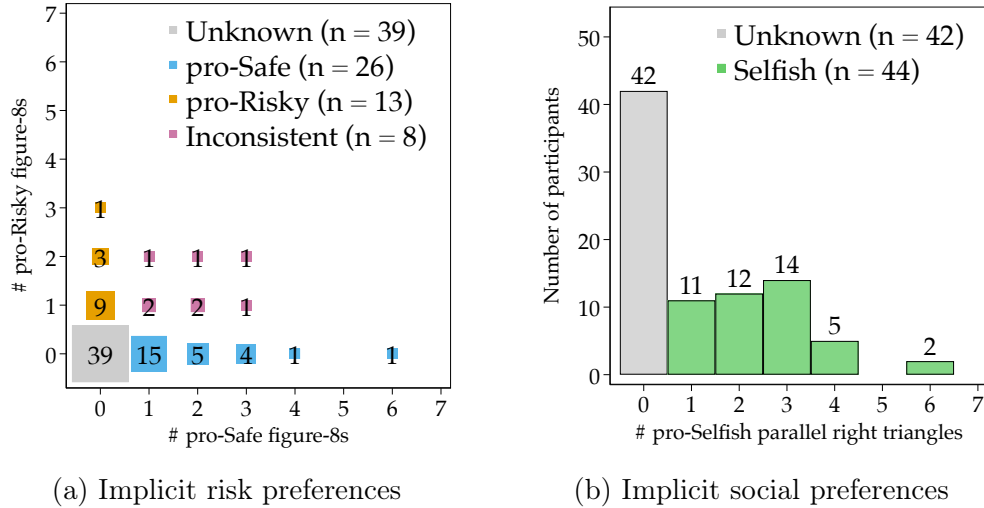 Unknown (n = 39)
pro-Safe (n = 26)
pro-Risky (n = 13)
Inconsistent (n = 8)
# pro-Risky figure-8s
7
6
5
4
3
2
1
0
1
3 1 1 1
9 2 2 1
39 15 5 4 1 1
0 1 2 3 4 5 6 7
# pro-Safe figure-8s
(a) Implicit risk preferences
Unknown (n = 42)
Selfish (n = 44)
Number of participants
50
40
30
20
10
0
42
11 12 14 5 2
0 1 2 3 4 5 6 7
# pro-Selfish parallel right triangles
(b) Implicit social preferences